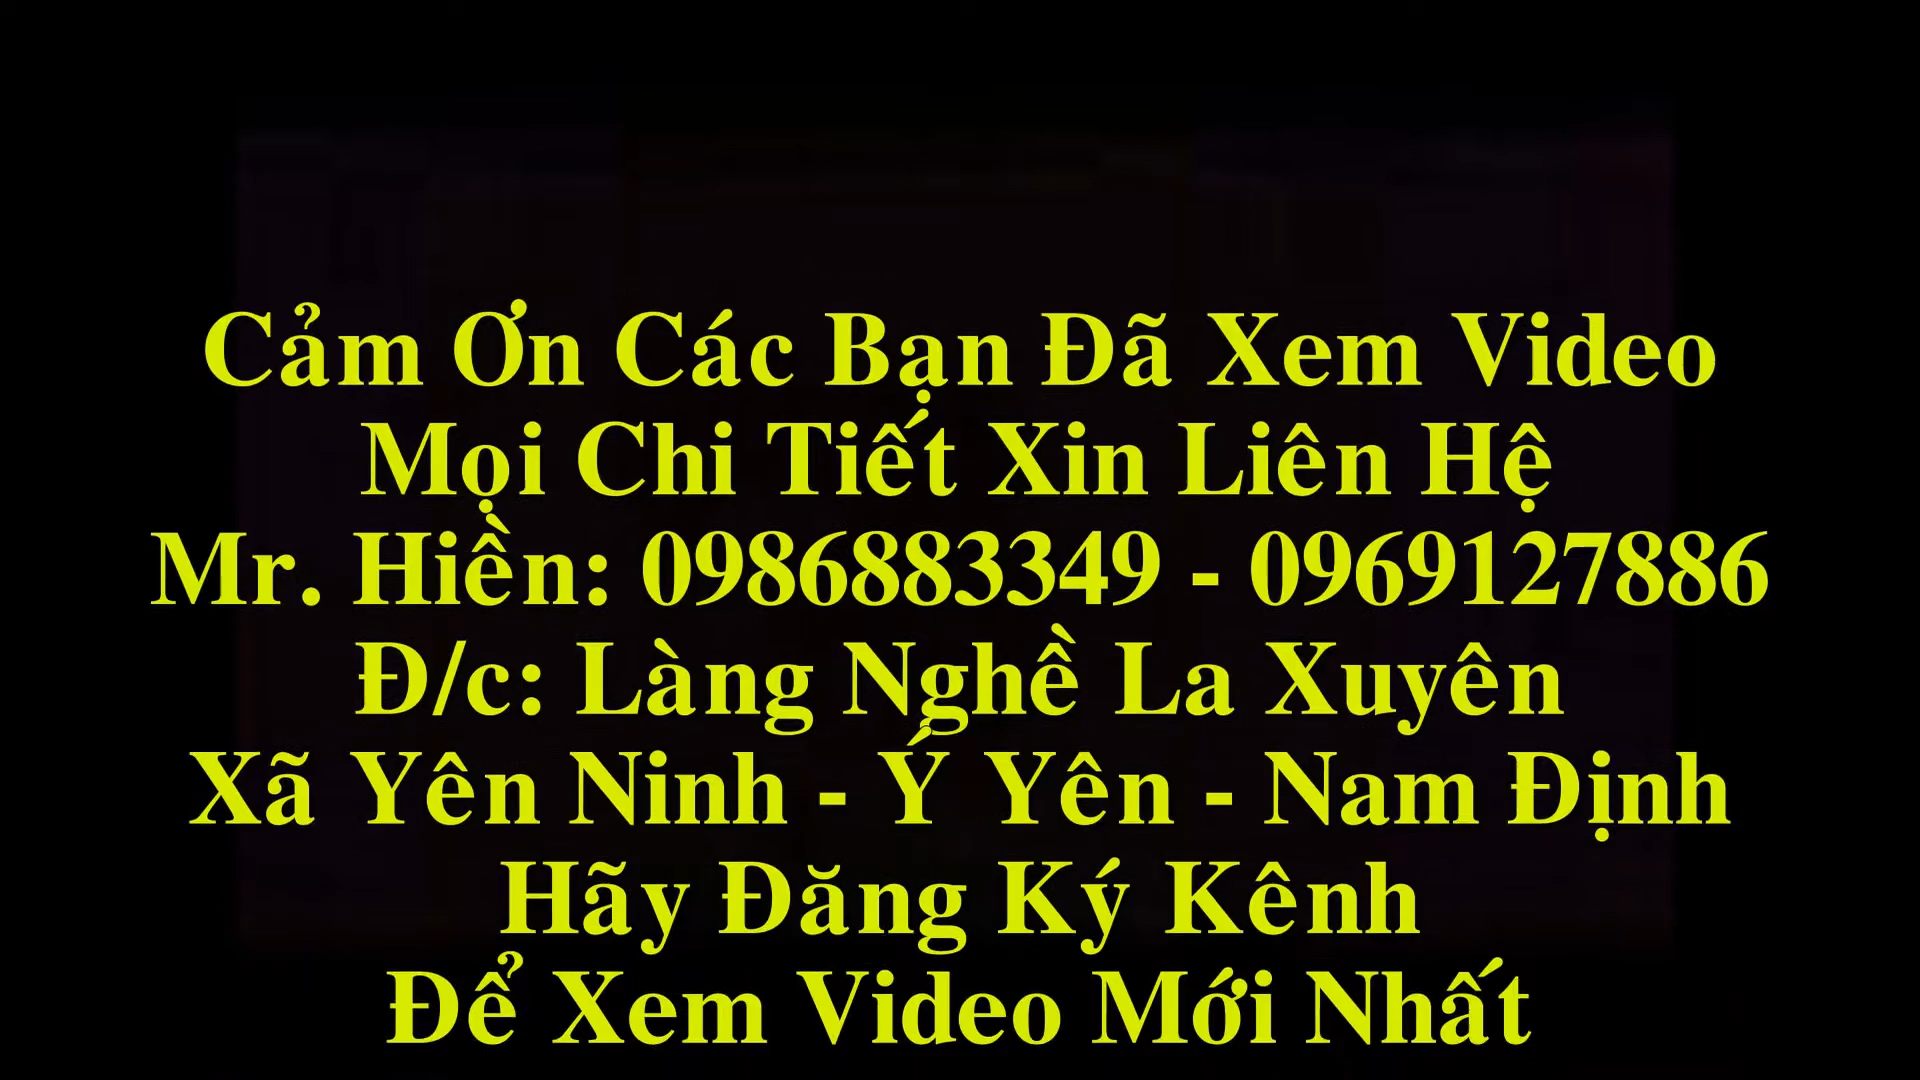 Cảm Ơn Các Bạn Đã Xem Video
Mọi Chi Tiết Xin Liên Hệ
Mr. Hiền: 0986883349 - 0969127886
Đ/c: Làng Nghề La Xuyên
Xã Yên Ninh - Ý Yên - Nam Định
Hãy Đăng Ký Kênh
Để Xem Video Mới Nhất